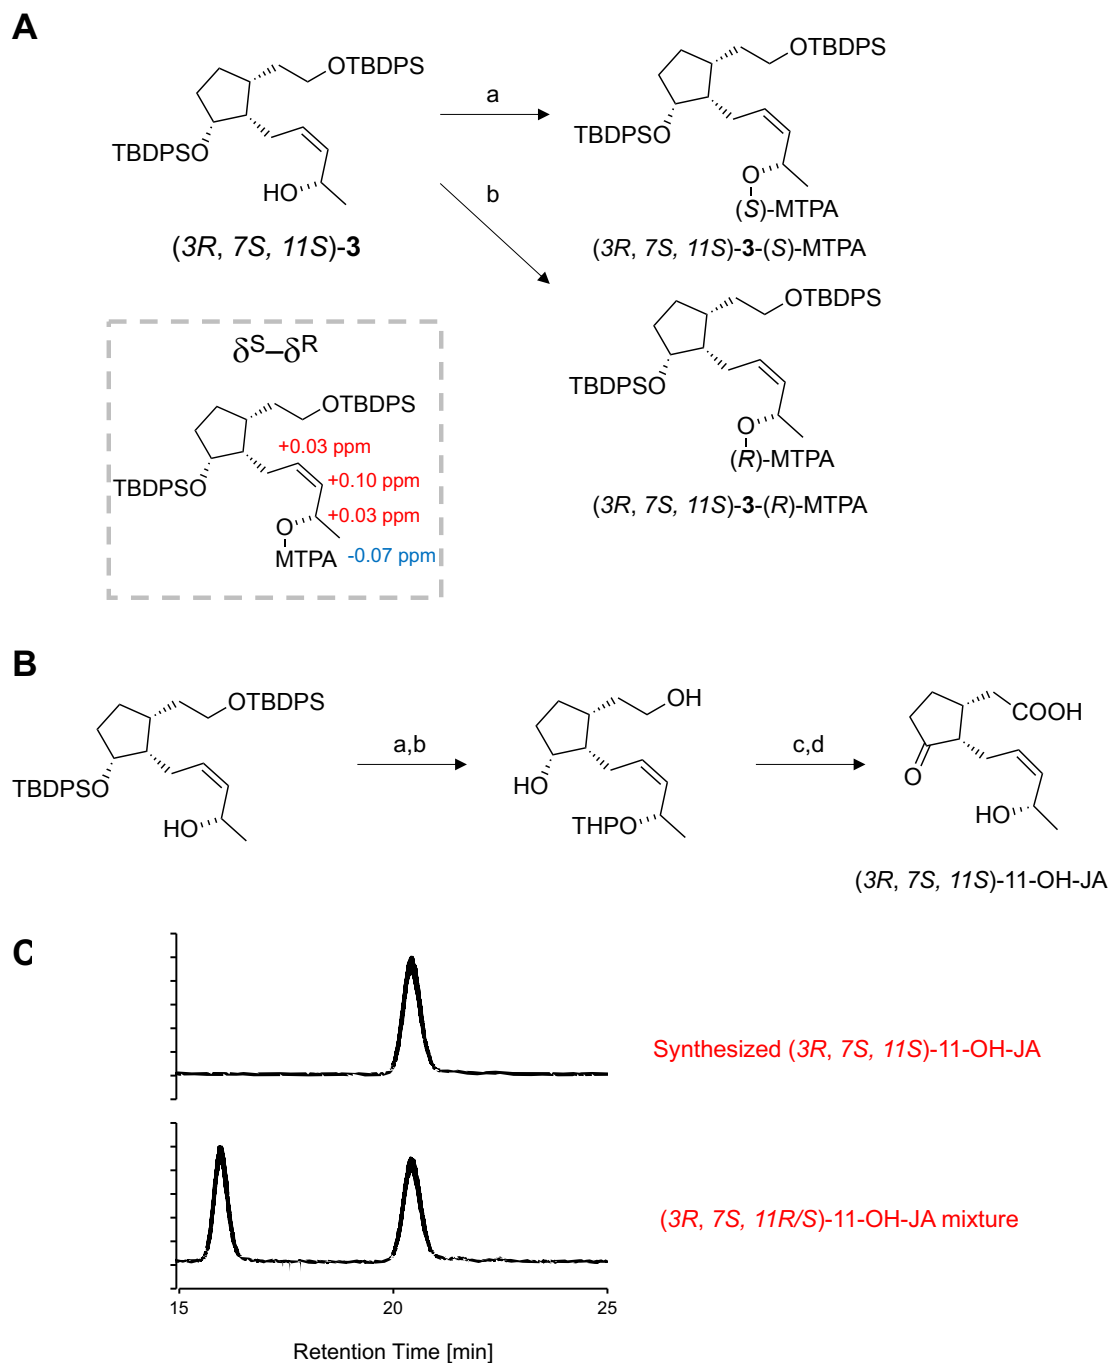 A
OTBDPS
TBDPSO
HO
(3R, 7S, 11S)-3
a
b
OTBDPS
TBDPSO
O
(S)-MTPA
(3R, 7S, 11S)-3-(S)-MTPA
OTBDPS
TBDPSO
O
(R)-MTPA
(3R, 7S, 11S)-3-(R)-MTPA
δS–δR
OTBDPS
+0.03 ppm
TBDPSO
+0.10 ppm
+0.03 ppm
O
MTPA
-0.07 ppm
B
OTBDPS
TBDPSO
HO
a,b
OH
HO
THPO
c,d
COOH
O
HO
(3R, 7S, 11S)-11-OH-JA
C
Synthesized (3R, 7S, 11S)-11-OH-JA
(3R, 7S, 11R/S)-11-OH-JA mixture
15
20
25
Retention Time [min]